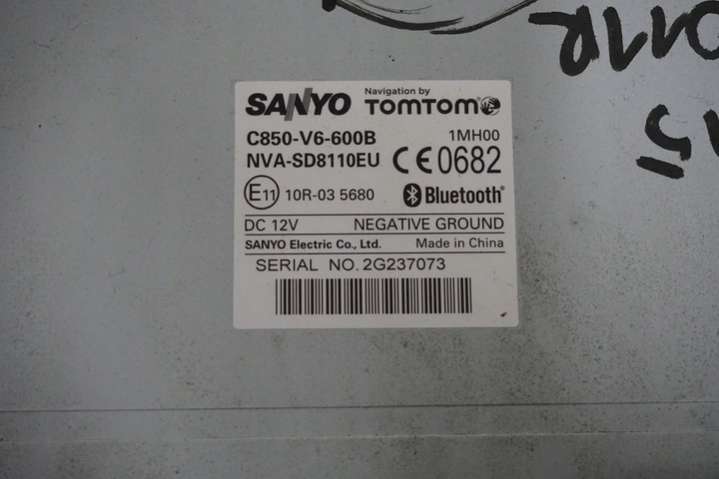 SANYO Navigation by TOMTOM
C850-V6-600B 1MH00
NVA-SD8110EU CE0682
E11 10R-03 5680 Bluetooth®
DC 12V NEGATIVE GROUND
SANYO Electric Co., Ltd. Made in China
SERIAL NO. 2G237073